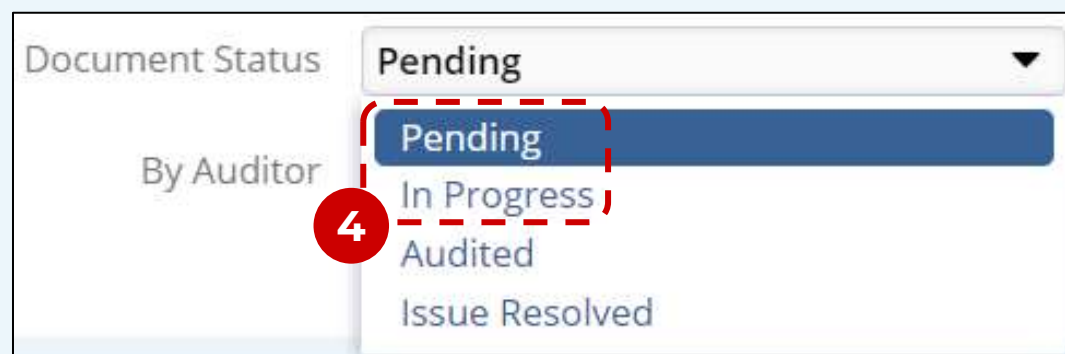 Document Status Pending
Pending
By Auditor
In Progress
4
Audited
Issue Resolved